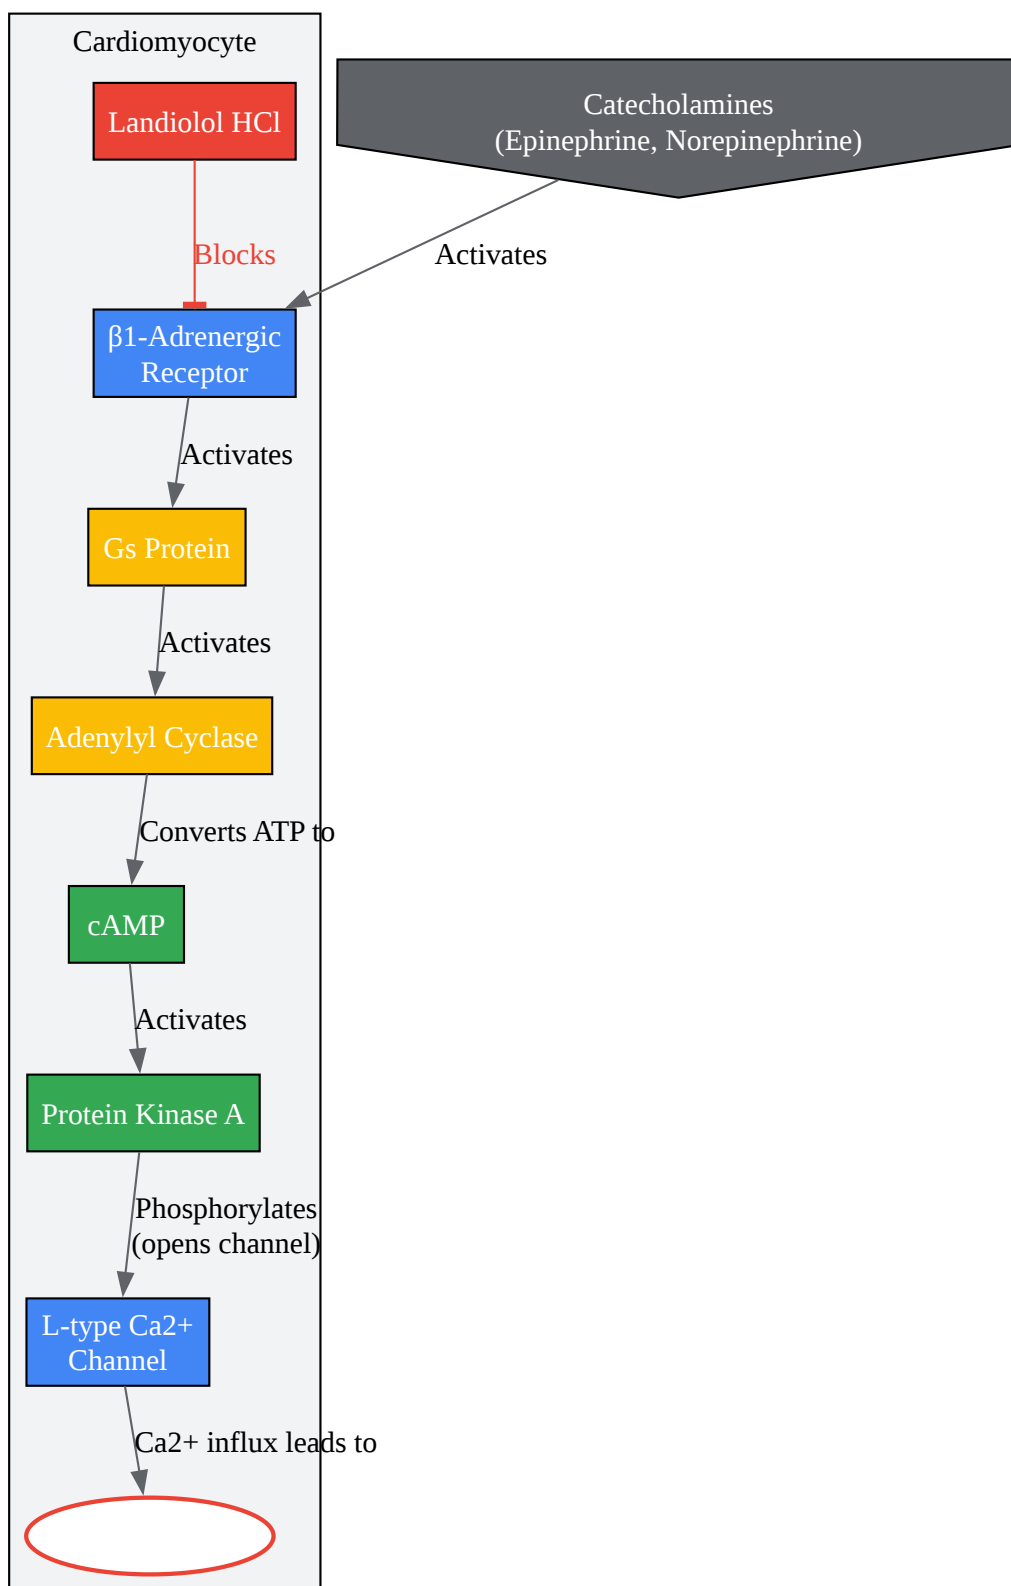 Cardiomyocyte
Landiolol HCl
Catecholamines
(Epinephrine, Norepinephrine)
Blocks
Activates
β1-Adrenergic
Receptor
Activates
Gs Protein
Activates
Adenylyl Cyclase
Converts ATP to
cAMP
Activates
Protein Kinase A
Phosphorylates
(opens channel)
L-type Ca2+
Channel
Ca2+ influx leads to